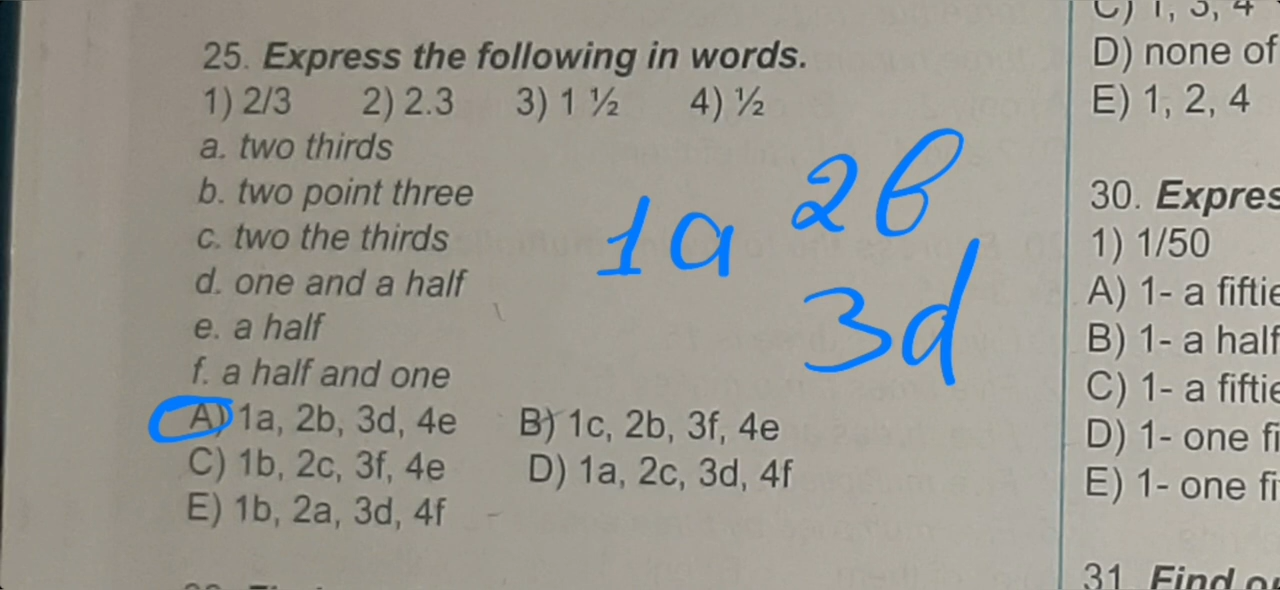 25. Express the following in words.
1) 2/3 2) 2.3 3) 1 ½ 4) ½
a. two thirds
b. two point three
c. two the thirds
d. one and a half
e. a half
f. a half and one
A) 1a, 2b, 3d, 4e B) 1c, 2b, 3f, 4e
C) 1b, 2c, 3f, 4e D) 1a, 2c, 3d, 4f
E) 1b, 2a, 3d, 4f
1a 2b
3d
C) 1, 3, 4
D) none of
E) 1, 2, 4
30. Expres
1) 1/50
A) 1- a fiftie
B) 1- a half
C) 1- a fiftie
D) 1- one fi
E) 1- one fi
31. Find